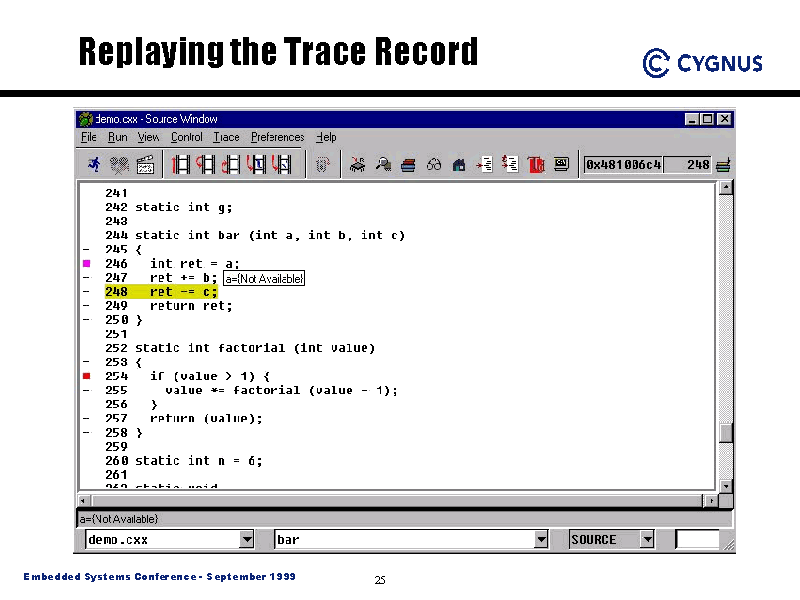 Replaying the Trace Record
CYGNUS
demo.cxx - Source Window
File Run View Control Trace Preferences Help
0x481006c4 248
241
242 static int g;
243
244 static int bar (int a, int b, int c)
245 {
246 int ret = a;
247 ret += b;
a={Not Available}
248 ret -= c;
249 return ret;
250 }
251
252 static int factorial (int value)
253 {
254 if (value > 1) {
255 value *= factorial (value - 1);
256 }
257 return (value);
258 }
259
260 static int n = 6;
261
262 static void
a={Not Available}
demo.cxx bar SOURCE
Embedded Systems Conference - September 1999
25